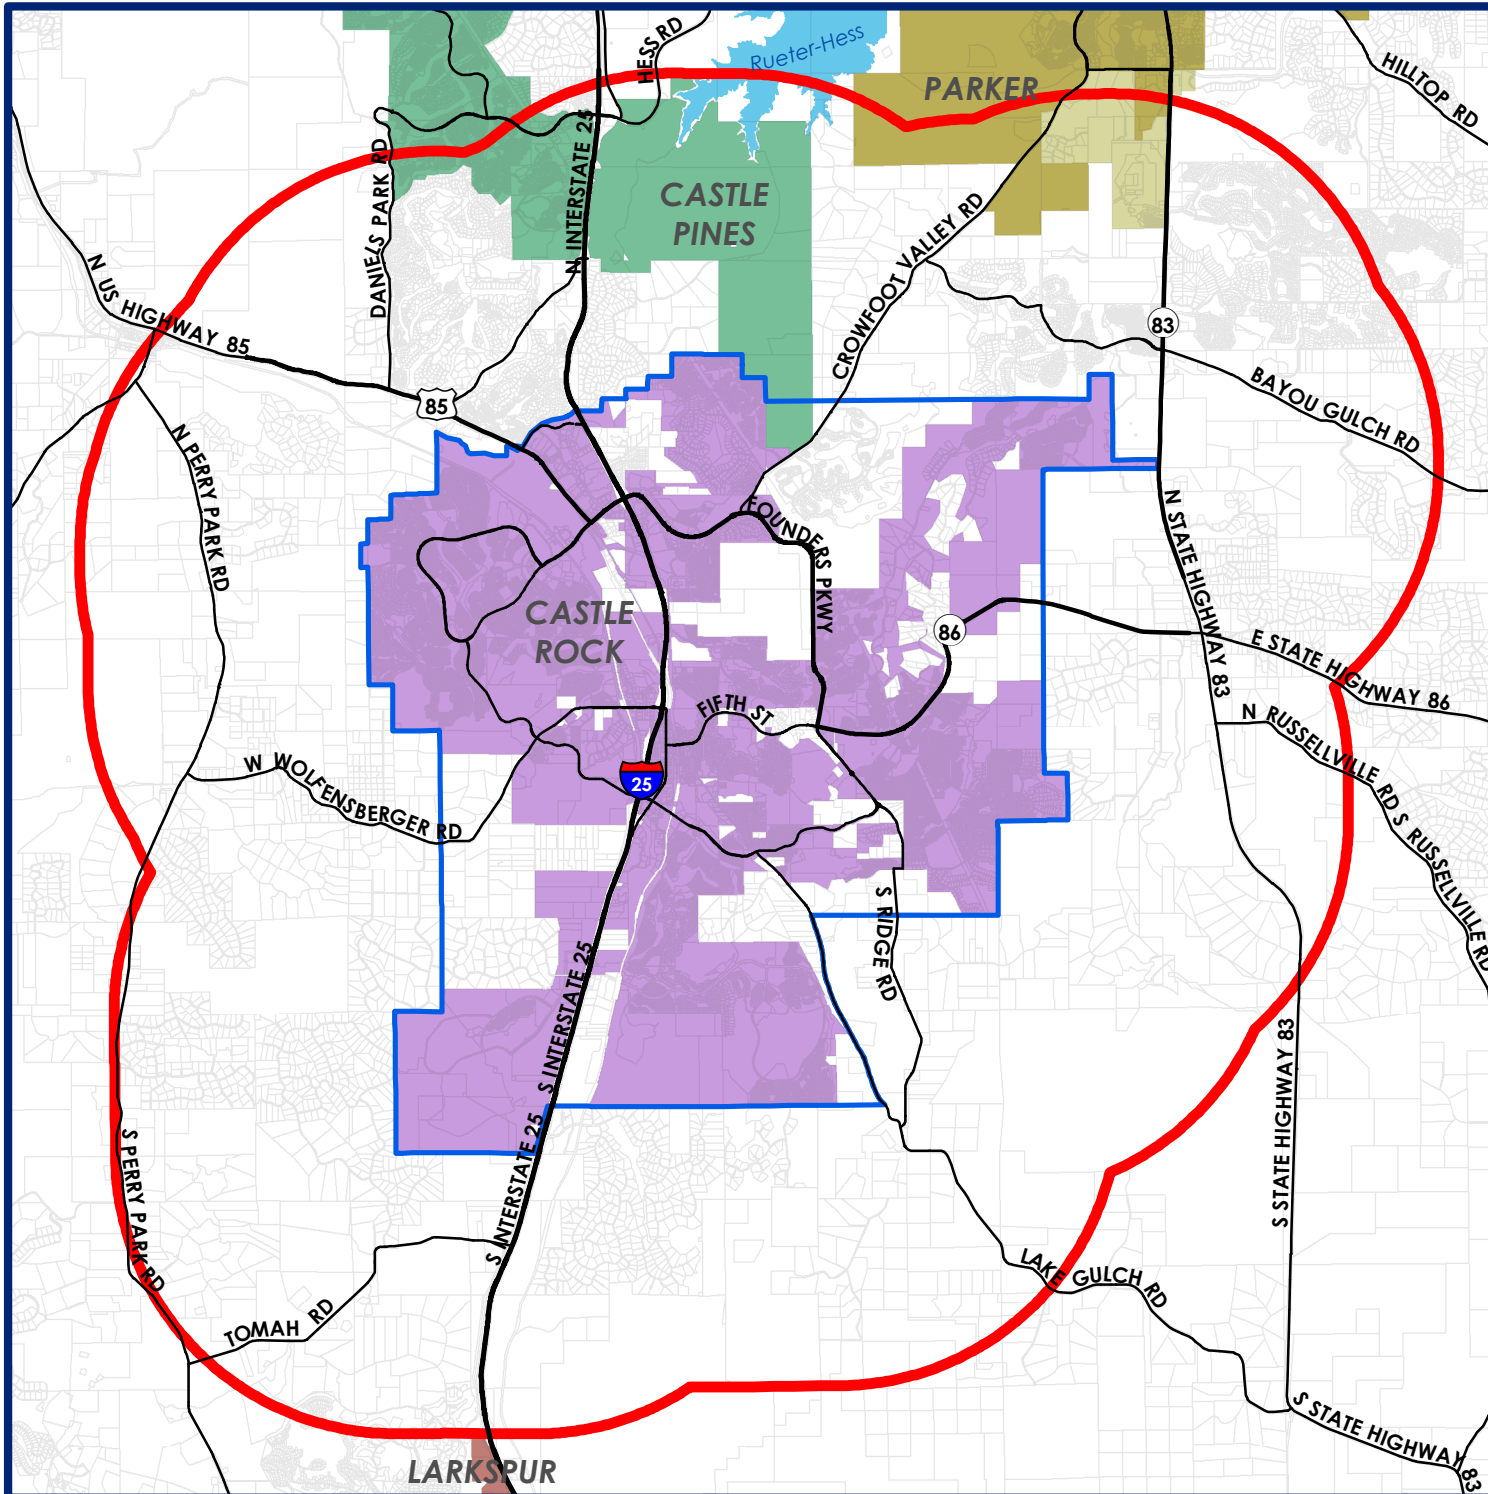 Rueter-Hess
HESS RD
PARKER
HILLTOP RD
N INTERSTATE 25
DANIELS PARK RD
CASTLE
PINES
CROWFOOT VALLEY RD
N US HIGHWAY 85
83
85
BAYOU GULCH RD
N PERRY PARK RD
FOUNDERS PKWY
N STATE HIGHWAY 83
CASTLE
ROCK
86
E STATE HIGHWAY 86
FIFTH ST
N RUSSELLVILLE RD
S RUSSELLVILLE RD
W WOLFENSBERGER RD
25
S RIDGE RD
S INTERSTATE 25
S INTERSTATE 25
S STATE HIGHWAY 83
S PERRY PARK RD
LAKE GULCH RD
TOMAH RD
S STATE HIGHWAY 83
LARKSPUR